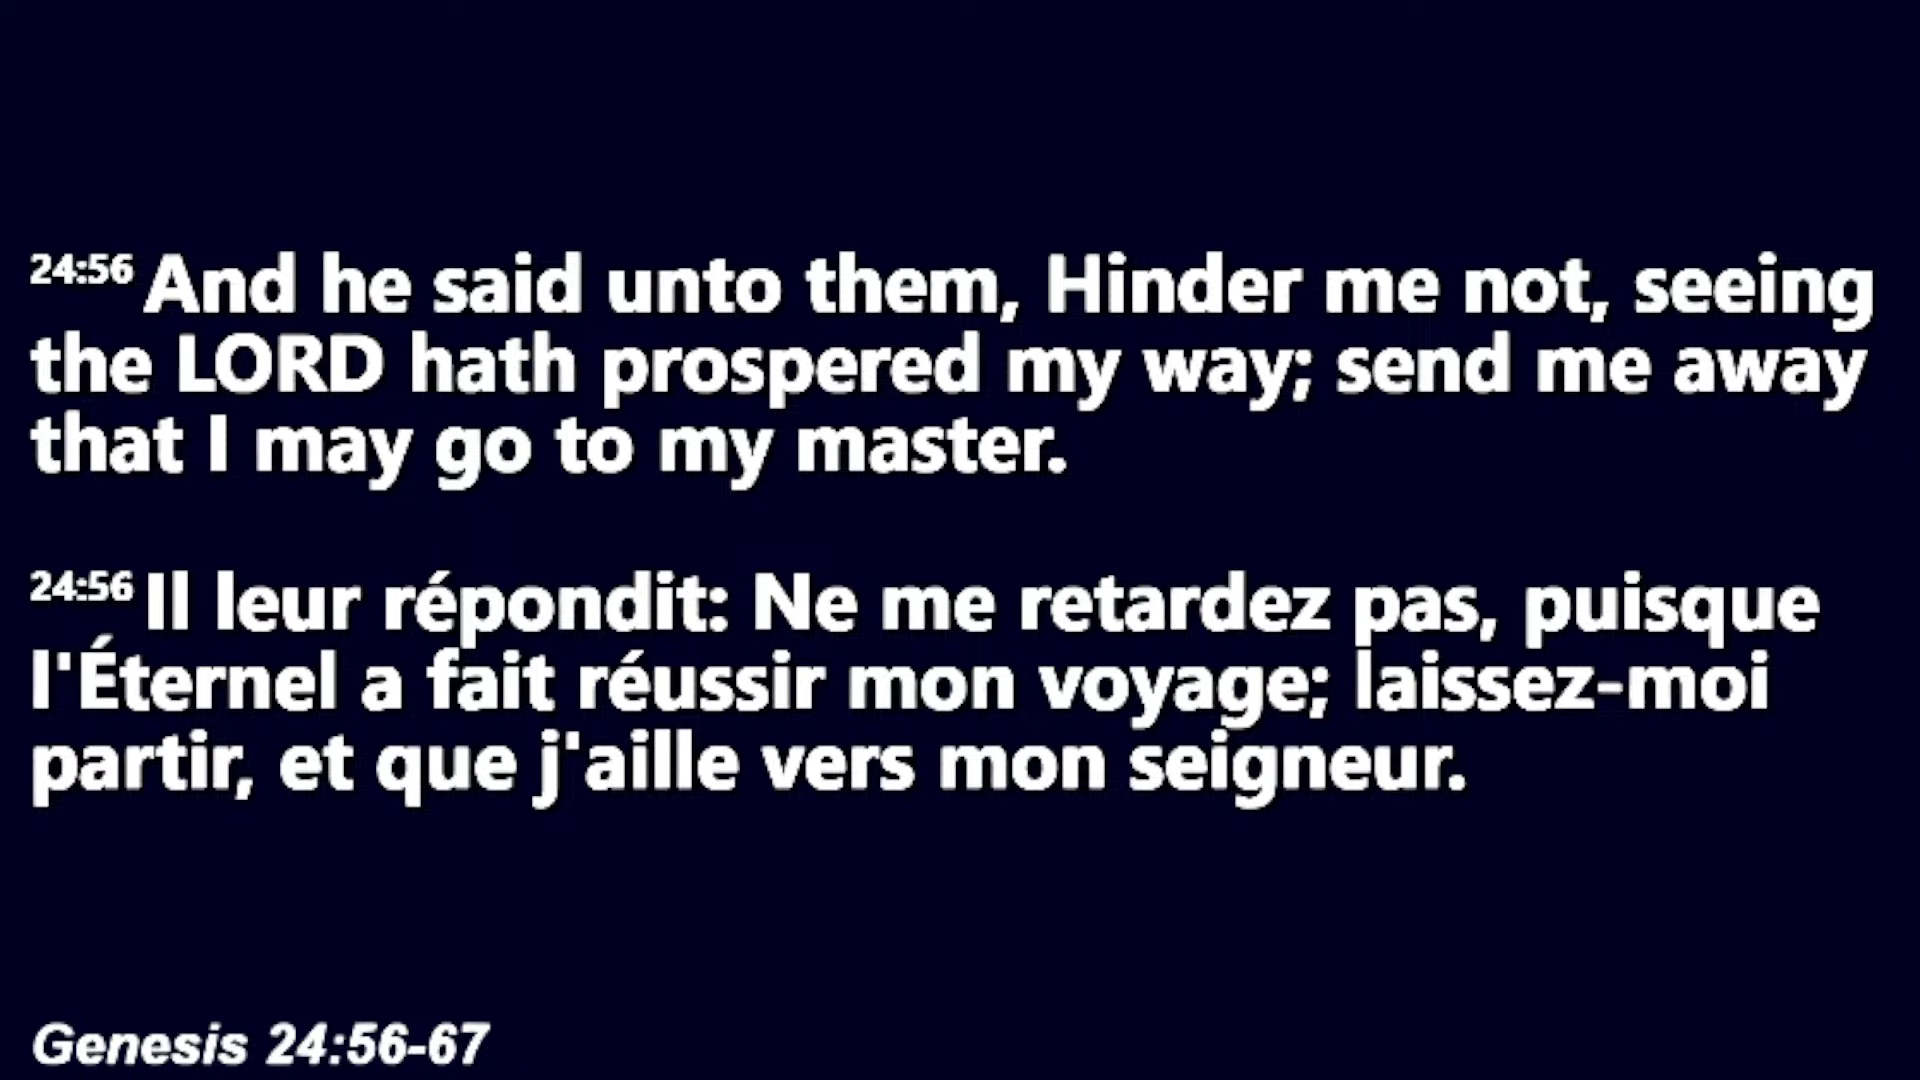 24:56 And he said unto them, Hinder me not, seeing
the LORD hath prospered my way; send me away
that I may go to my master.
24:56 Il leur répondit: Ne me retardez pas, puisque
l'Éternel a fait réussir mon voyage; laissez-moi
partir, et que j'aille vers mon seigneur.
Genesis 24:56-67